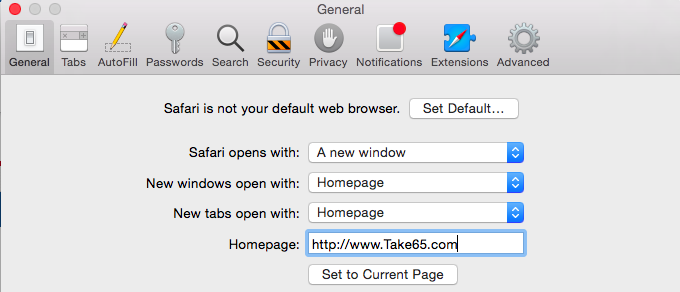 General
General Tabs AutoFill Passwords Search Security Privacy Notifications Extensions Advanced
Safari is not your default web browser. Set Default...
Safari opens with: A new window
New windows open with: Homepage
New tabs open with: Homepage
Homepage: http://www.Take65.com
Set to Current Page